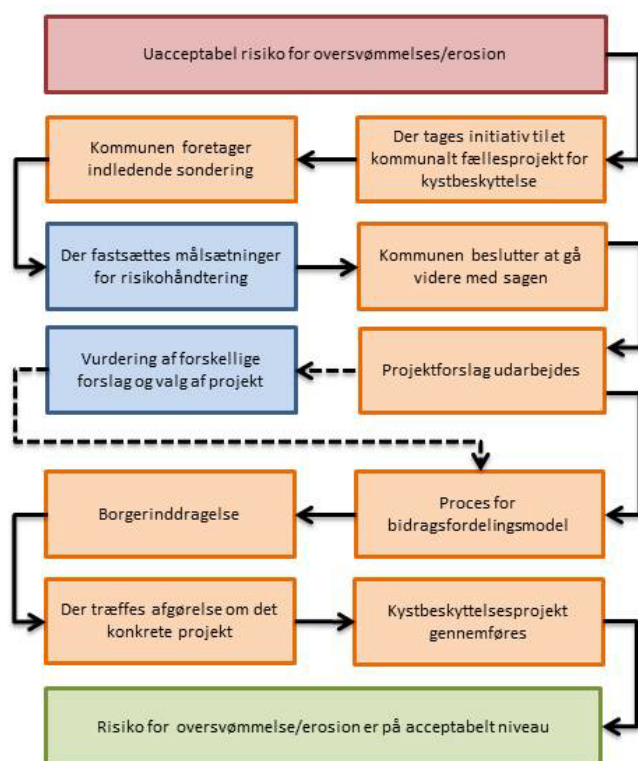 Uacceptabel risiko for oversvømmelses/erosion
Der tages initiativ til et
kommunalt fællesprojekt for
kystbeskyttelse
Kommunen foretager
indledende sondering
Der fastsættes målsætninger
for risikohåndtering
Kommunen beslutter at gå
videre med sagen
Projektforslag udarbejdes
Vurdering af forskellige
forslag og valg af projekt
Proces for
bidragsfordelingsmodel
Borgerinddragelse
Der træffes afgørelse om det
konkrete projekt
Kystbeskyttelsesprojekt
gennemføres
Risiko for oversvømmelse/erosion er på acceptabelt niveau